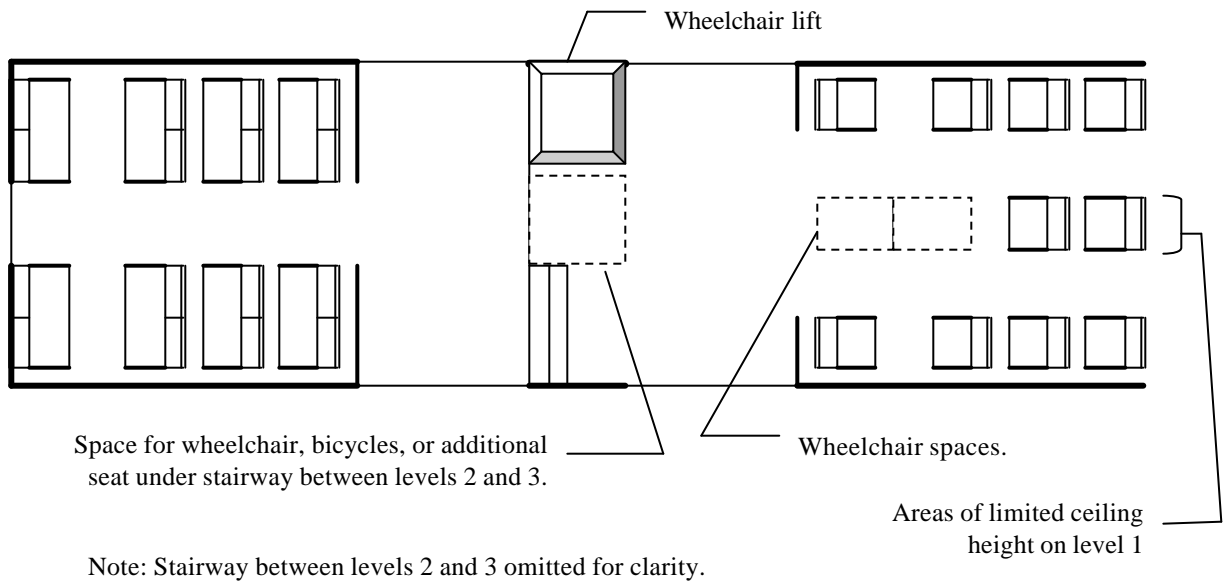 Wheelchair lift
Space for wheelchair, bicycles, or additional
seat under stairway between levels 2 and 3.
Wheelchair spaces.
Areas of limited ceiling
height on level 1
Note: Stairway between levels 2 and 3 omitted for clarity.